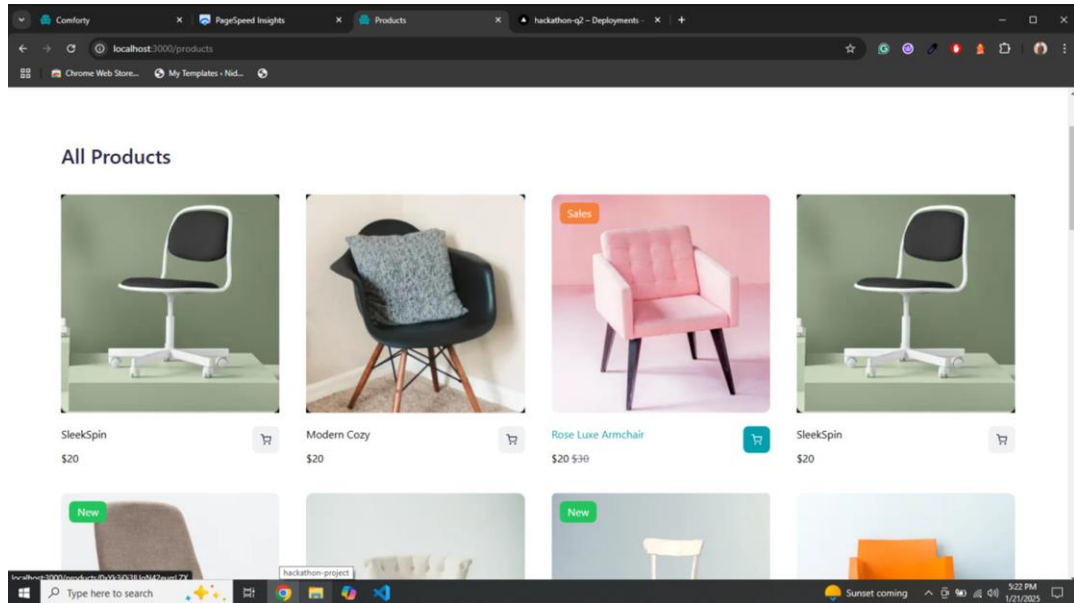 Comforty
PageSpeed Insights
Products
hackathon-q2 – Deployments -
localhost:3000/products
Chrome Web Store...
My Templates ‹ Nid...
All Products
Sales
SleekSpin
$20
Modern Cozy
$20
Rose Luxe Armchair
$20 $30
SleekSpin
$20
New
New
hackathon-project
Type here to search
Sunset coming
5:22 PM
1/21/2025